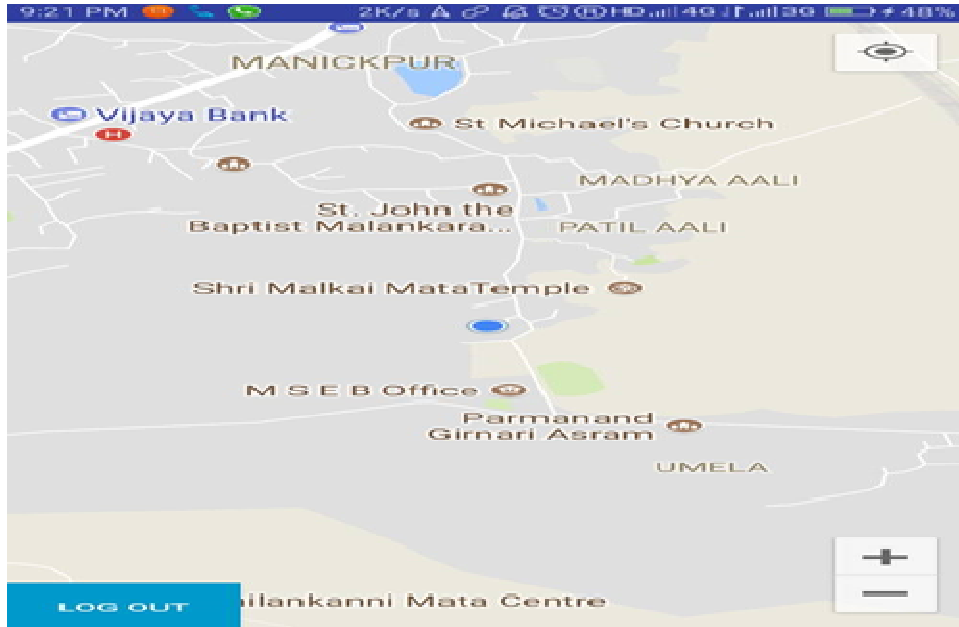 9:21 PM 2K/s HD 4G 3G 48%
MANICKPUR
Vijaya Bank
H
St Michael's Church
MADHYA AALI
St. John the
Baptist Malankara...
PATIL AALI
Shri Malkai MataTemple
M S E B Office
Parmanand
Girnari Asram
UMELA
LOG OUT
ailankanni Mata Centre